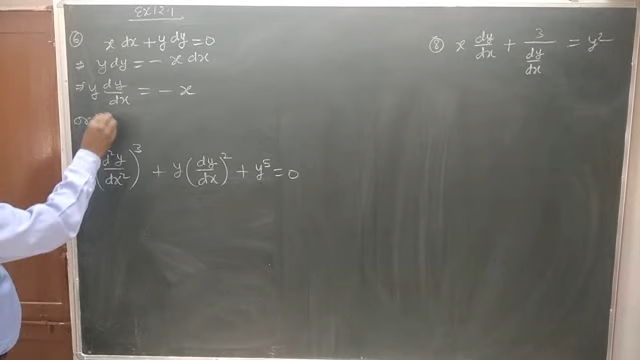 Ex 12.1
⑥ x dx + y dy = 0
⇒ y dy = - x dx
⇒ y dy/dx = - x
or
(d²y/dx²)³ + y (dy/dx)² + y⁵ = 0
⑧ x dy/dx + 3/(dy/dx) = y²